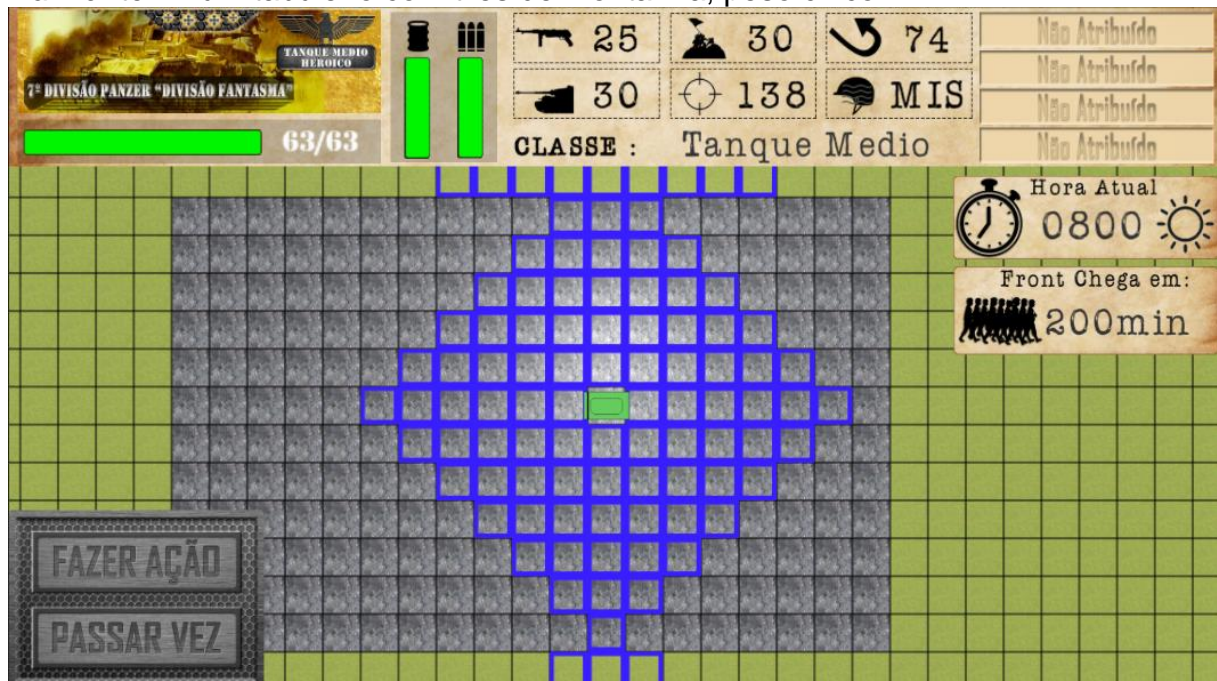 TANQUE MEDIO
HEROICO
7ª DIVISÃO PANZER "DIVISÃO FANTASMA"
63/63
25
30
74
30
138
MIS
CLASSE : Tanque Medio
Não Atribuído
Não Atribuído
Não Atribuído
Não Atribuído
Hora Atual
0800
Front Chega em:
200min
FAZER AÇÃO
PASSAR VEZ